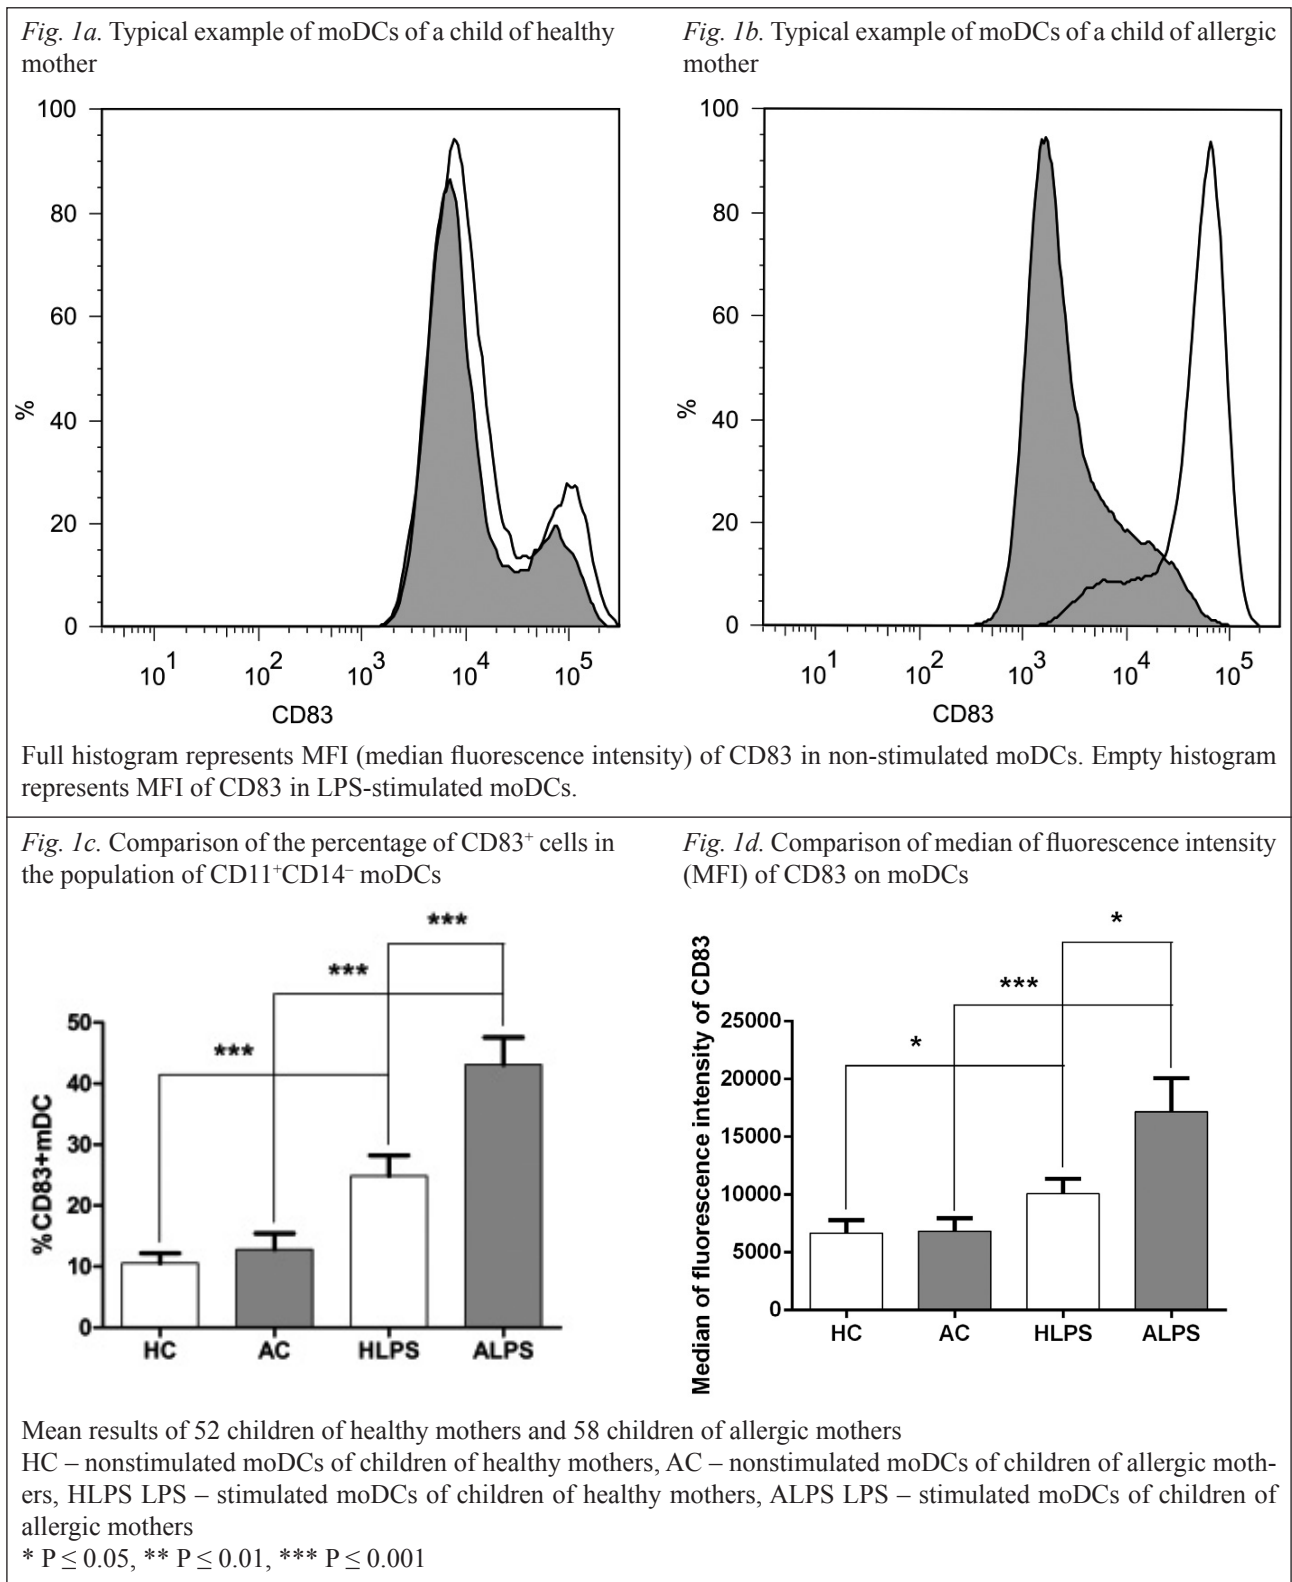 Fig. 1a. Typical example of moDCs of a child of healthy
mother
100
80
60
40
20
0
%
10^1 10^2 10^3 10^4 10^5
CD83
Fig. 1b. Typical example of moDCs of a child of allergic
mother
100
80
60
40
20
0
%
10^1 10^2 10^3 10^4 10^5
CD83
Full histogram represents MFI (median fluorescence intensity) of CD83 in non-stimulated moDCs. Empty histogram
represents MFI of CD83 in LPS-stimulated moDCs.
Fig. 1c. Comparison of the percentage of CD83⁺ cells in
the population of CD11⁺CD14⁻ moDCs
***
***
***
50
40
30
20
10
0
%CD83+mDC
HC AC HLPS ALPS
Fig. 1d. Comparison of median of fluorescence intensity
(MFI) of CD83 on moDCs
*
***
*
25000
20000
15000
10000
5000
0
Median of fluorescence intensity of CD83
HC AC HLPS ALPS
Mean results of 52 children of healthy mothers and 58 children of allergic mothers
HC – nonstimulated moDCs of children of healthy mothers, AC – nonstimulated moDCs of children of allergic moth-
ers, HLPS LPS – stimulated moDCs of children of healthy mothers, ALPS LPS – stimulated moDCs of children of
allergic mothers
* P ≤ 0.05, ** P ≤ 0.01, *** P ≤ 0.001